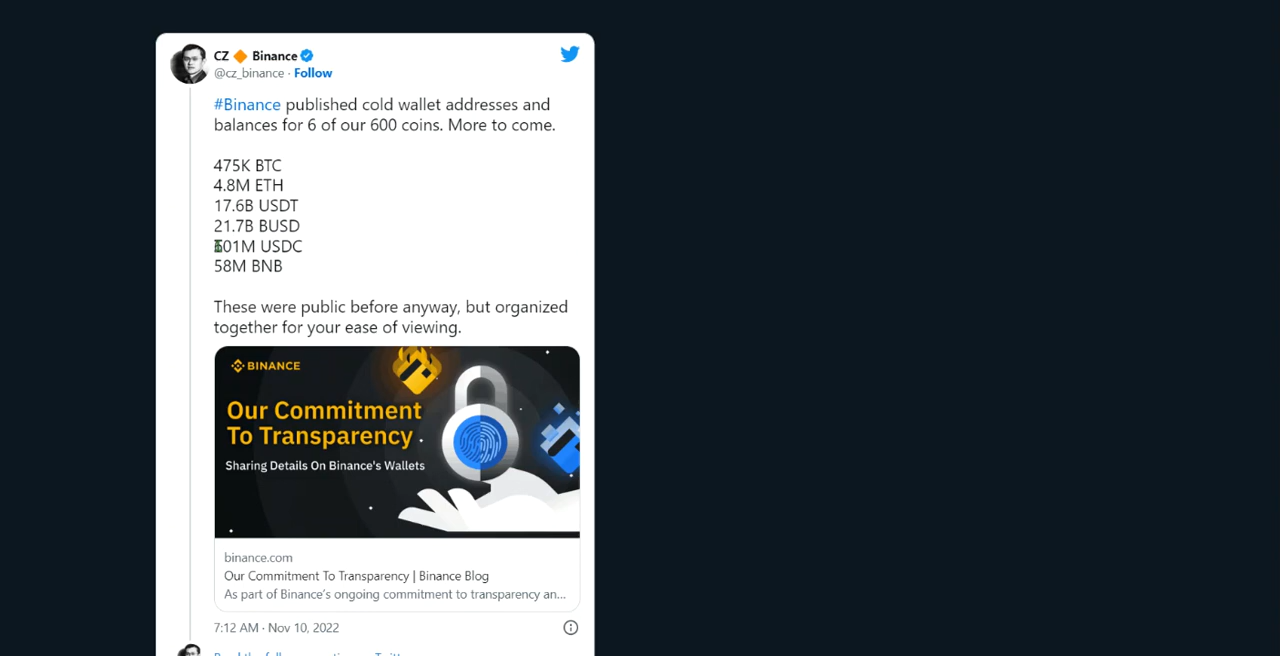 CZ 🔶 Binance
@cz_binance · Follow
#Binance published cold wallet addresses and
balances for 6 of our 600 coins. More to come.
475K BTC
4.8M ETH
17.6B USDT
21.7B BUSD
601M USDC
58M BNB
These were public before anyway, but organized
together for your ease of viewing.
BINANCE
Our Commitment
To Transparency
Sharing Details On Binance's Wallets
binance.com
Our Commitment To Transparency | Binance Blog
As part of Binance's ongoing commitment to transparency an...
7:12 AM · Nov 10, 2022